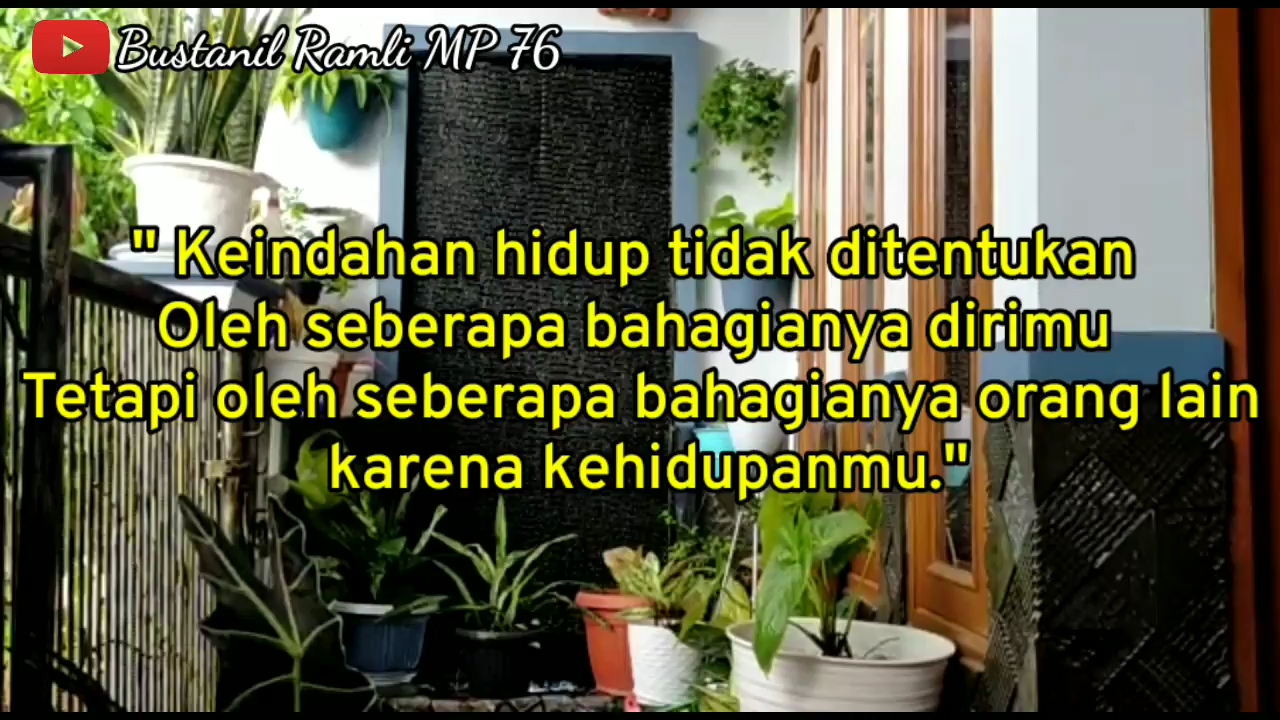 Bustanil Ramli MP 76
" Keindahan hidup tidak ditentukan
Oleh seberapa bahagianya dirimu
Tetapi oleh seberapa bahagianya orang lain
karena kehidupanmu."